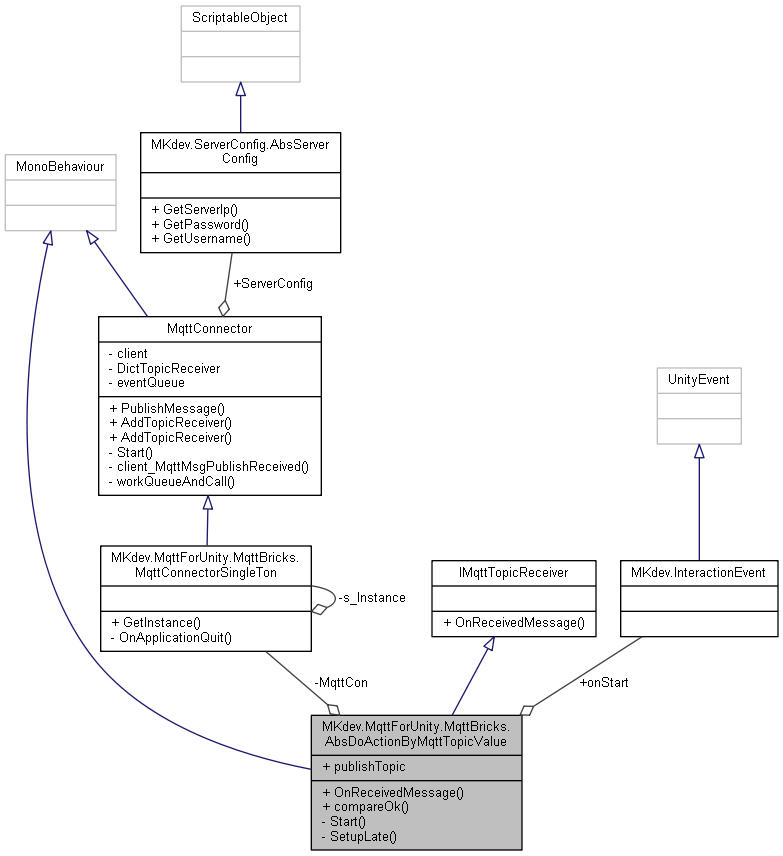 ScriptableObject
MKdev.ServerConfig.AbsServer
Config
+ GetServerIp()
+ GetPassword()
+ GetUsername()
MonoBehaviour
+ServerConfig
MqttConnector
- client
- DictTopicReceiver
- eventQueue
+ PublishMessage()
+ AddTopicReceiver()
+ AddTopicReceiver()
- Start()
- client_MqttMsgPublishReceived()
- workQueueAndCall()
UnityEvent
MKdev.MqttForUnity.MqttBricks.
MqttConnectorSingleTon
+ GetInstance()
- OnApplicationQuit()
-s_Instance
IMqttTopicReceiver
+ OnReceivedMessage()
MKdev.InteractionEvent
-MqttCon
+onStart
MKdev.MqttForUnity.MqttBricks.
AbsDoActionByMqttTopicValue
+ publishTopic
+ OnReceivedMessage()
+ compareOk()
- Start()
- SetupLate()